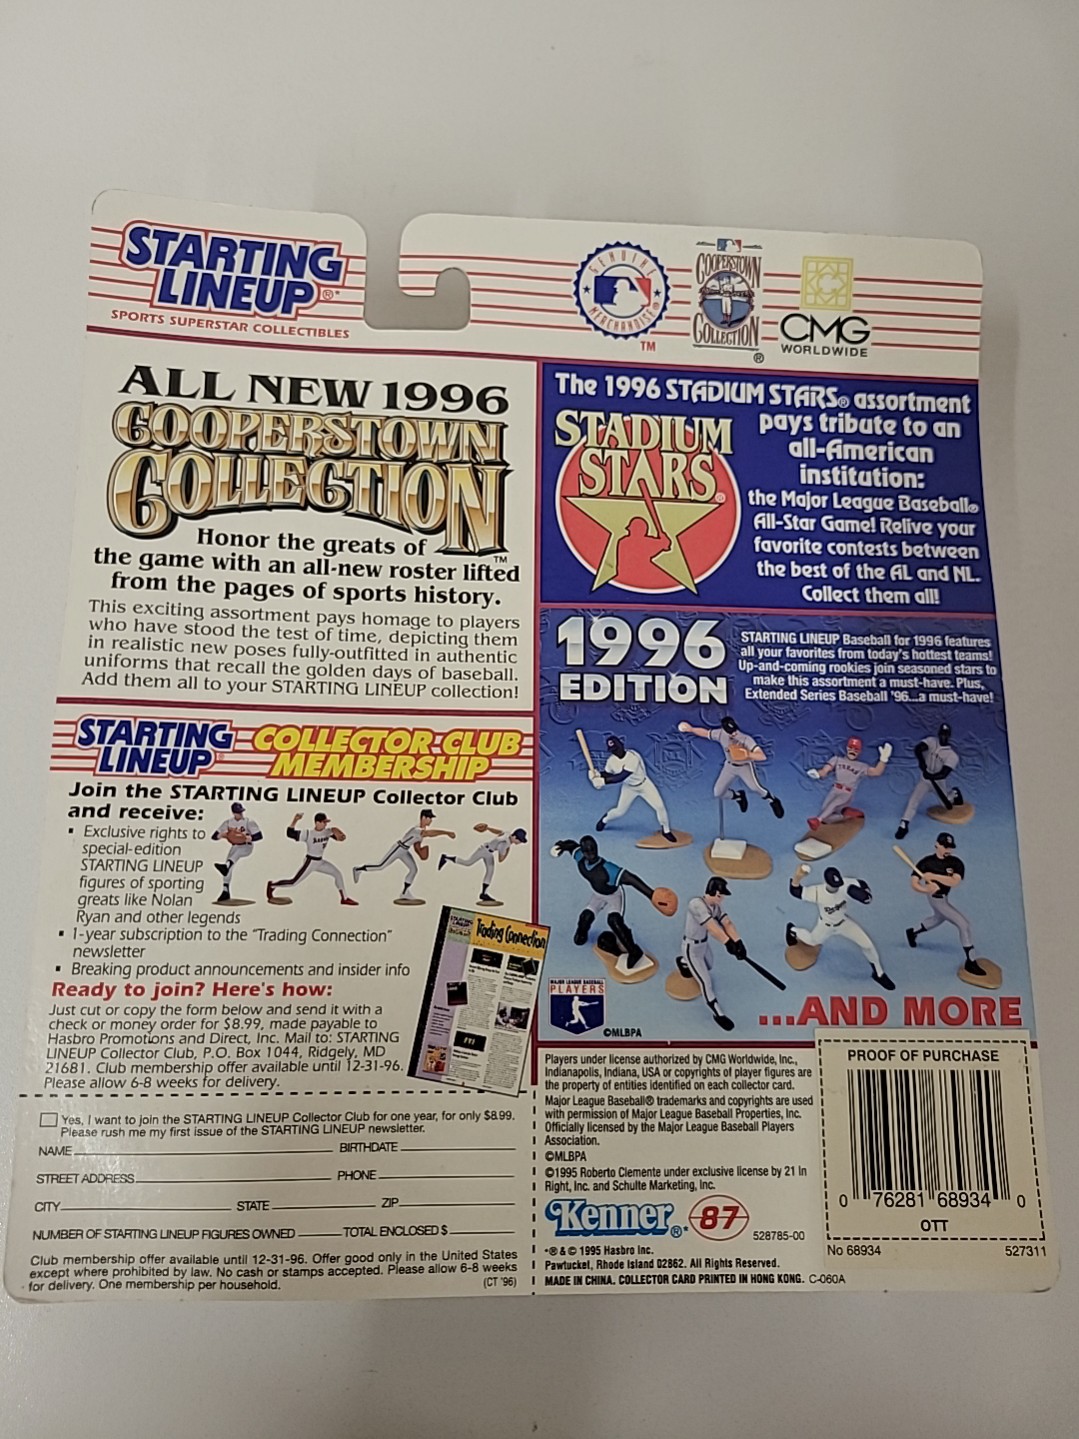 STARTING
LINEUP®*
SPORTS SUPERSTAR COLLECTIBLES
GENUINE
MERCHANDISE
TM
COOPERSTOWN
COLLECTION
®
CMG
WORLDWIDE
ALL NEW 1996
COOPERSTOWN
COLLECTION
TM
Honor the greats of
the game with an all-new roster lifted
from the pages of sports history.
This exciting assortment pays homage to players
who have stood the test of time, depicting them
in realistic new poses fully-outfitted in authentic
uniforms that recall the golden days of baseball.
Add them all to your STARTING LINEUP collection!
The 1996 STADIUM STARS® assortment
pays tribute to an
all-American
institution:
the Major League Baseball®
All-Star Game! Relive your
favorite contests between
the best of the AL and NL.
Collect them all!
STADIUM
STARS®
1996
EDITION
STARTING LINEUP Baseball for 1996 features
all your favorites from today's hottest teams!
Up-and-coming rookies join seasoned stars to
make this assortment a must-have. Plus,
Extended Series Baseball '96...a must-have!
STARTING
LINEUP®
COLLECTOR CLUB
MEMBERSHIP
Join the STARTING LINEUP Collector Club
and receive:
▪ Exclusive rights to
special-edition
STARTING LINEUP
figures of sporting
greats like Nolan
Ryan and other legends
▪ 1-year subscription to the "Trading Connection"
newsletter
▪ Breaking product announcements and insider info
Ready to join? Here's how:
Just cut or copy the form below and send it with a
check or money order for $8.99, made payable to
Hasbro Promotions and Direct, Inc. Mail to: STARTING
LINEUP Collector Club, P.O. Box 1044, Ridgely, MD
21681. Club membership offer available until 12-31-96.
Please allow 6-8 weeks for delivery.
Trading Connection
MAJOR LEAGUE BASEBALL
PLAYERS
©MLBPA
...AND MORE
Yes, I want to join the STARTING LINEUP Collector Club for one year, for only $8.99.
Please rush me my first issue of the STARTING LINEUP newsletter.
NAME BIRTHDATE
STREET ADDRESS PHONE
CITY STATE ZIP
NUMBER OF STARTING LINEUP FIGURES OWNED TOTAL ENCLOSED $
Club membership offer available until 12-31-96. Offer good only in the United States
except where prohibited by law. No cash or stamps accepted. Please allow 6-8 weeks
for delivery. One membership per household. (CT '96)
Players under license authorized by CMG Worldwide, Inc.,
Indianapolis, Indiana, USA or copyrights of player figures are
the property of entities identified on each collector card.
Major League Baseball® trademarks and copyrights are used
with permission of Major League Baseball Properties, Inc.
Officially licensed by the Major League Baseball Players
Association.
©MLBPA
©1995 Roberto Clemente under exclusive license by 21 In
Right, Inc. and Schulte Marketing, Inc.
Kenner®* 87
528785-00
*® & © 1995 Hasbro Inc.
Pawtucket, Rhode Island 02862. All Rights Reserved.
MADE IN CHINA. COLLECTOR CARD PRINTED IN HONG KONG. C-060A
PROOF OF PURCHASE
0 76281 68934 0
OTT
No 68934 527311